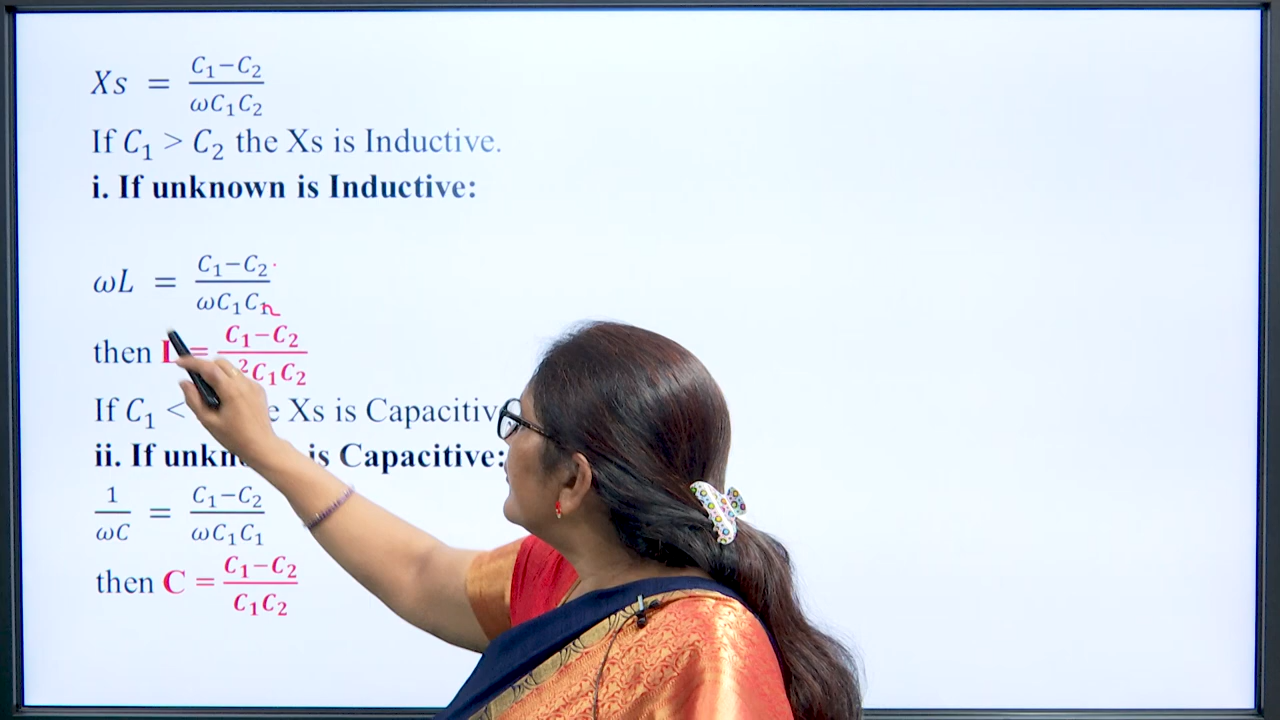 Xs = C₁−C₂ / ωC₁C₂
If C₁ > C₂ the Xs is Inductive.
i. If unknown is Inductive:
ωL = C₁−C₂ / ωC₁C₂
then L = C₁−C₂ / ²C₁C₂
If C₁ < Xs is Capacitiv
ii. If is Capacitive:
1 / ωC = C₁−C₂ / ωC₁C₁
then C = C₁−C₂ / C₁C₂